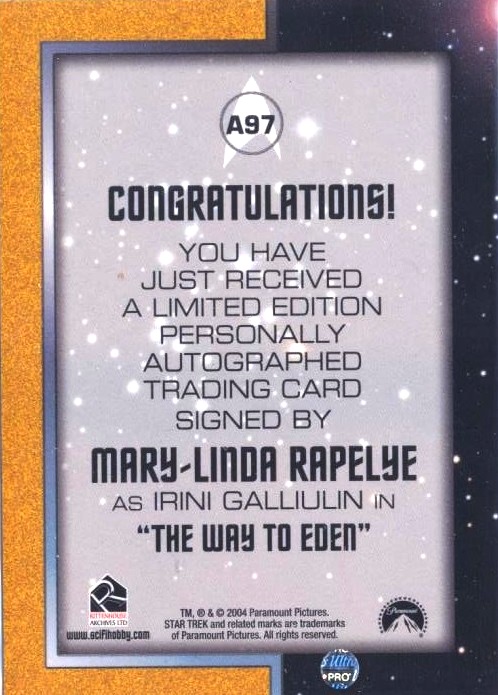 A97
CONGRATULATIONS!
YOU HAVE
JUST RECEIVED
A LIMITED EDITION
PERSONALLY
AUTOGRAPHED
TRADING CARD
SIGNED BY
MARY-LINDA RAPELYE
AS IRINI GALLIULIN IN
"THE WAY TO EDEN"
RITTENHOUSE
ARCHIVES LTD
www.scifihobby.com
TM, ® & © 2004 Paramount Pictures.
STAR TREK and related marks are trademarks
of Paramount Pictures. All rights reserved.
Paramount
Ultra
•PRO